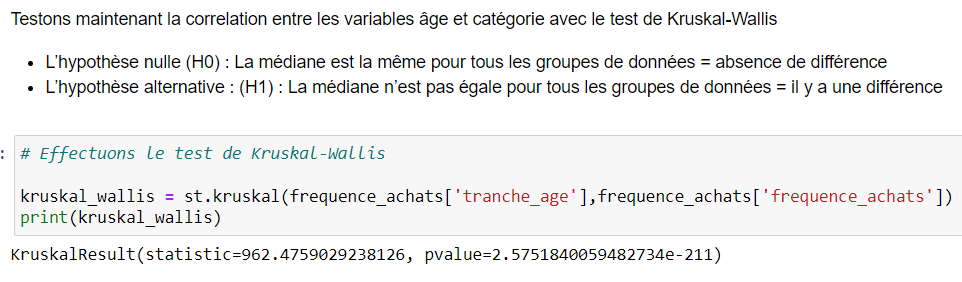 Testons maintenant la correlation entre les variables âge et catégorie avec le test de Kruskal-Wallis
• L'hypothèse nulle (H0) : La médiane est la même pour tous les groupes de données = absence de différence
• L'hypothèse alternative : (H1) : La médiane n'est pas égale pour tous les groupes de données = il y a une différence
:
# Effectuons le test de Kruskal-Wallis
kruskal_wallis = st.kruskal(frequence_achats['tranche_age'],frequence_achats['frequence_achats'])
print(kruskal_wallis)
KruskalResult(statistic=962.4759029238126, pvalue=2.5751840059482734e-211)